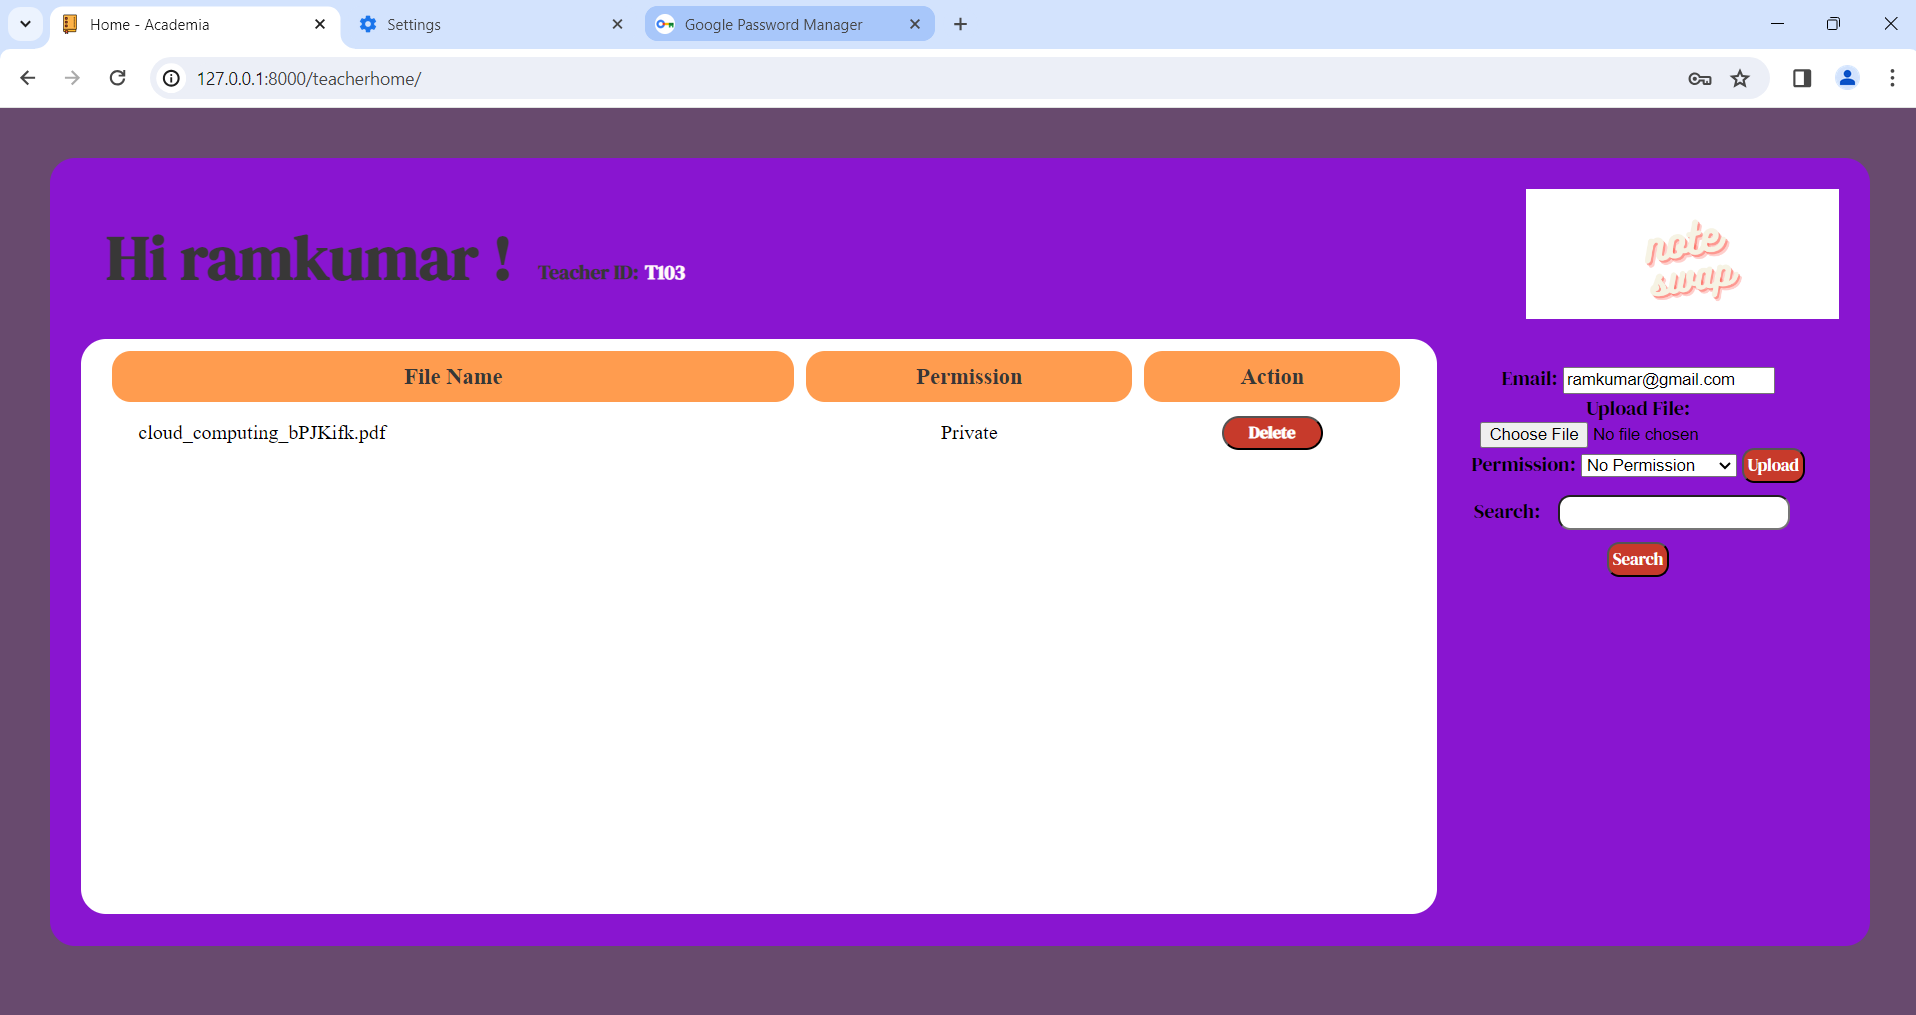 Home - Academia
Settings
Google Password Manager
127.0.0.1:8000/teacherhome/
Hi ramkumar !
Teacher ID: T103
note
swap
File Name Permission Action
cloud_computing_bPJKifk.pdf Private Delete
Email: ramkumar@gmail.com
Upload File:
Choose File No file chosen
Permission: No Permission Upload
Search:
Search